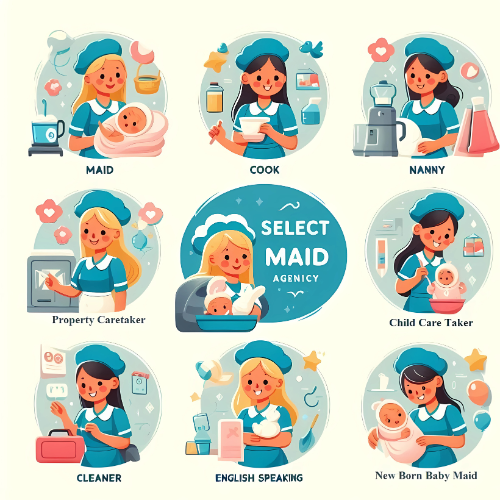 MAID
COOK
NANNY
SELECT
MAID
AGENICY
Property Caretaker
Child Care Taker
CLEANER
ENGLISH SPEAKING
New Born Baby Maid